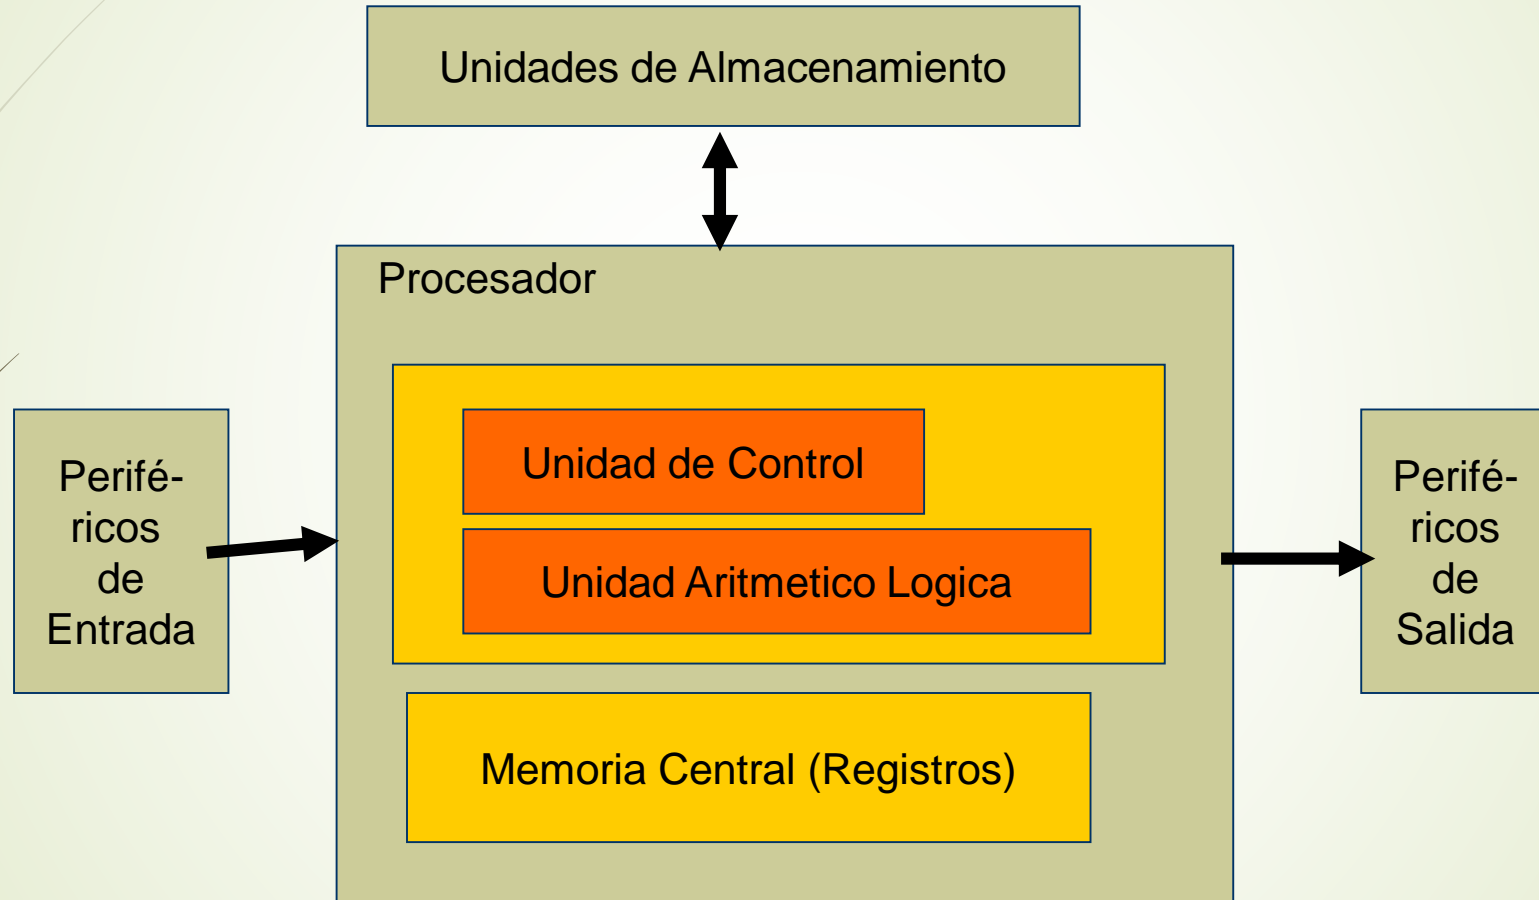 Unidades de Almacenamiento
Procesador
Unidad de Control
Unidad Aritmetico Logica
Memoria Central (Registros)
Perifé-
ricos
de
Entrada
Perifé-
ricos
de
Salida